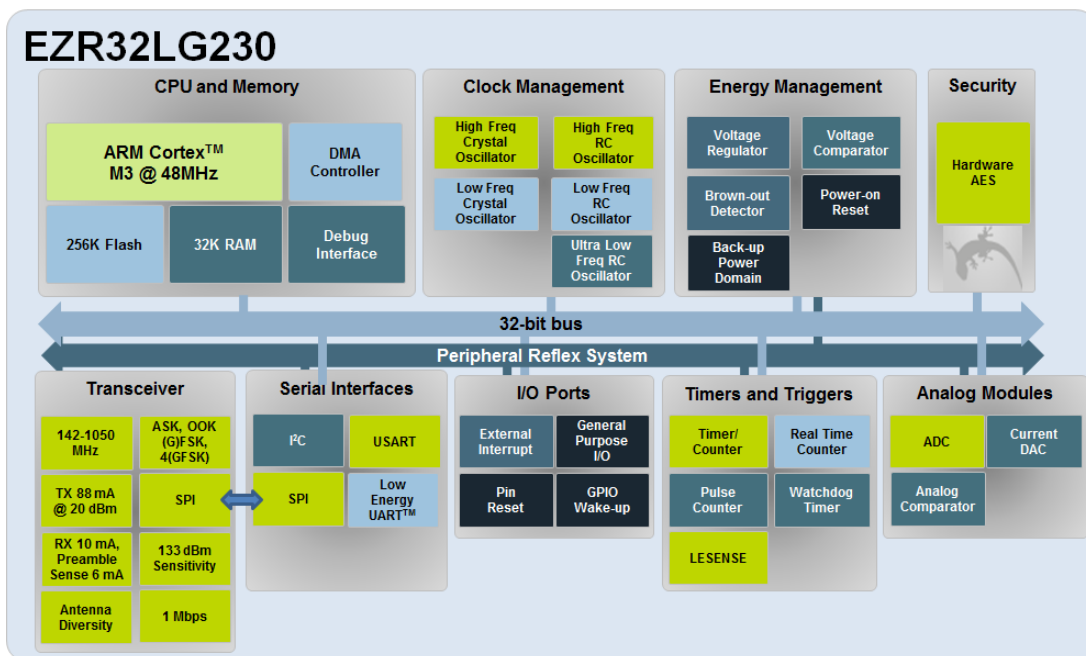 EZR32LG230
CPU and Memory
ARM Cortex™
M3 @ 48MHz
DMA
Controller
256K Flash
32K RAM
Debug
Interface
Clock Management
High Freq
Crystal
Oscillator
High Freq
RC
Oscillator
Low Freq
Crystal
Oscillator
Low Freq
RC
Oscillator
Ultra Low
Freq RC
Oscillator
Energy Management
Voltage
Regulator
Voltage
Comparator
Brown-out
Detector
Power-on
Reset
Back-up
Power
Domain
Security
Hardware
AES
32-bit bus
Peripheral Reflex System
Transceiver
142-1050
MHz
ASK, OOK
(G)FSK,
4(GFSK)
TX 88 mA
@ 20 dBm
SPI
RX 10 mA,
Preamble
Sense 6 mA
133 dBm
Sensitivity
Antenna
Diversity
1 Mbps
Serial Interfaces
I²C
USART
SPI
Low
Energy
UART™
I/O Ports
External
Interrupt
General
Purpose
I/O
Pin
Reset
GPIO
Wake-up
Timers and Triggers
Timer/
Counter
Real Time
Counter
Pulse
Counter
Watchdog
Timer
LESENSE
Analog Modules
ADC
Current
DAC
Analog
Comparator